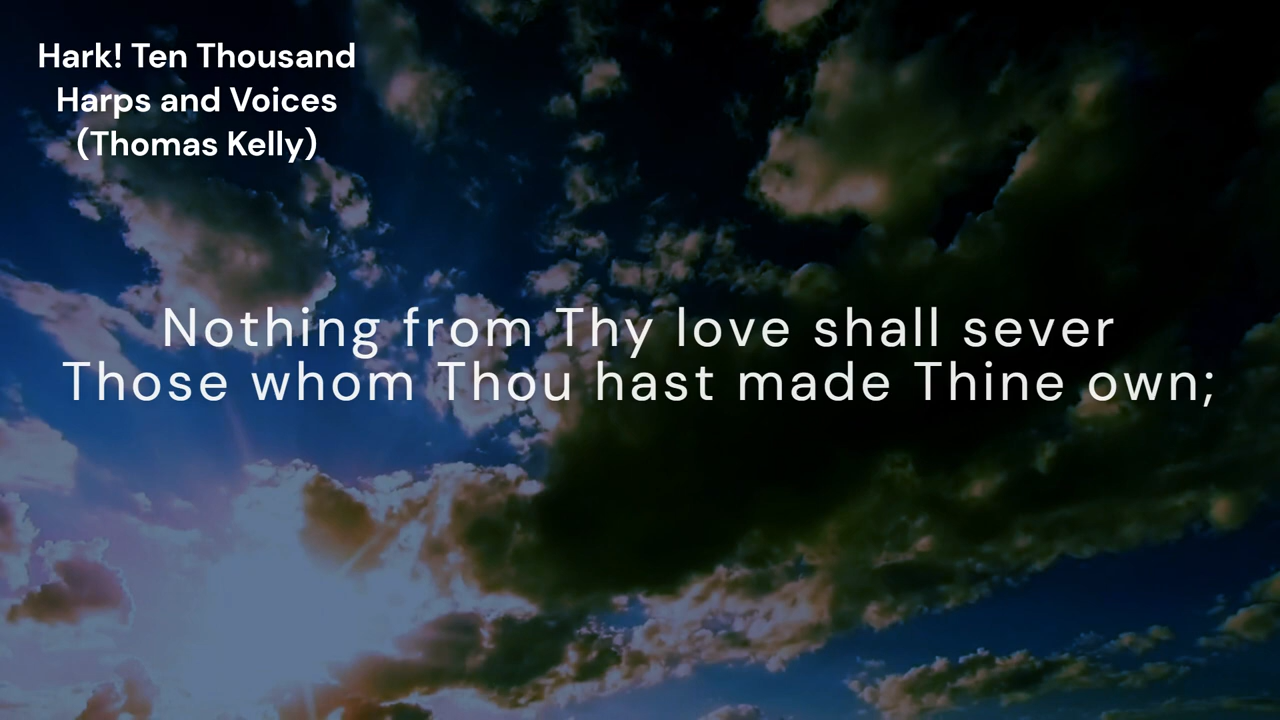 Hark! Ten Thousand
Harps and Voices
(Thomas Kelly)
Nothing from Thy love shall sever
Those whom Thou hast made Thine own;